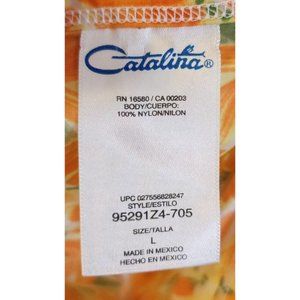 Catalina®
RN 16580 / CA 00203
BODY/CUERPO:
100% NYLON/NILON
UPC 027556828247
STYLE/ESTILO
95291Z4-705
SIZE/TALLA
L
MADE IN MEXICO
HECHO EN MEXICO